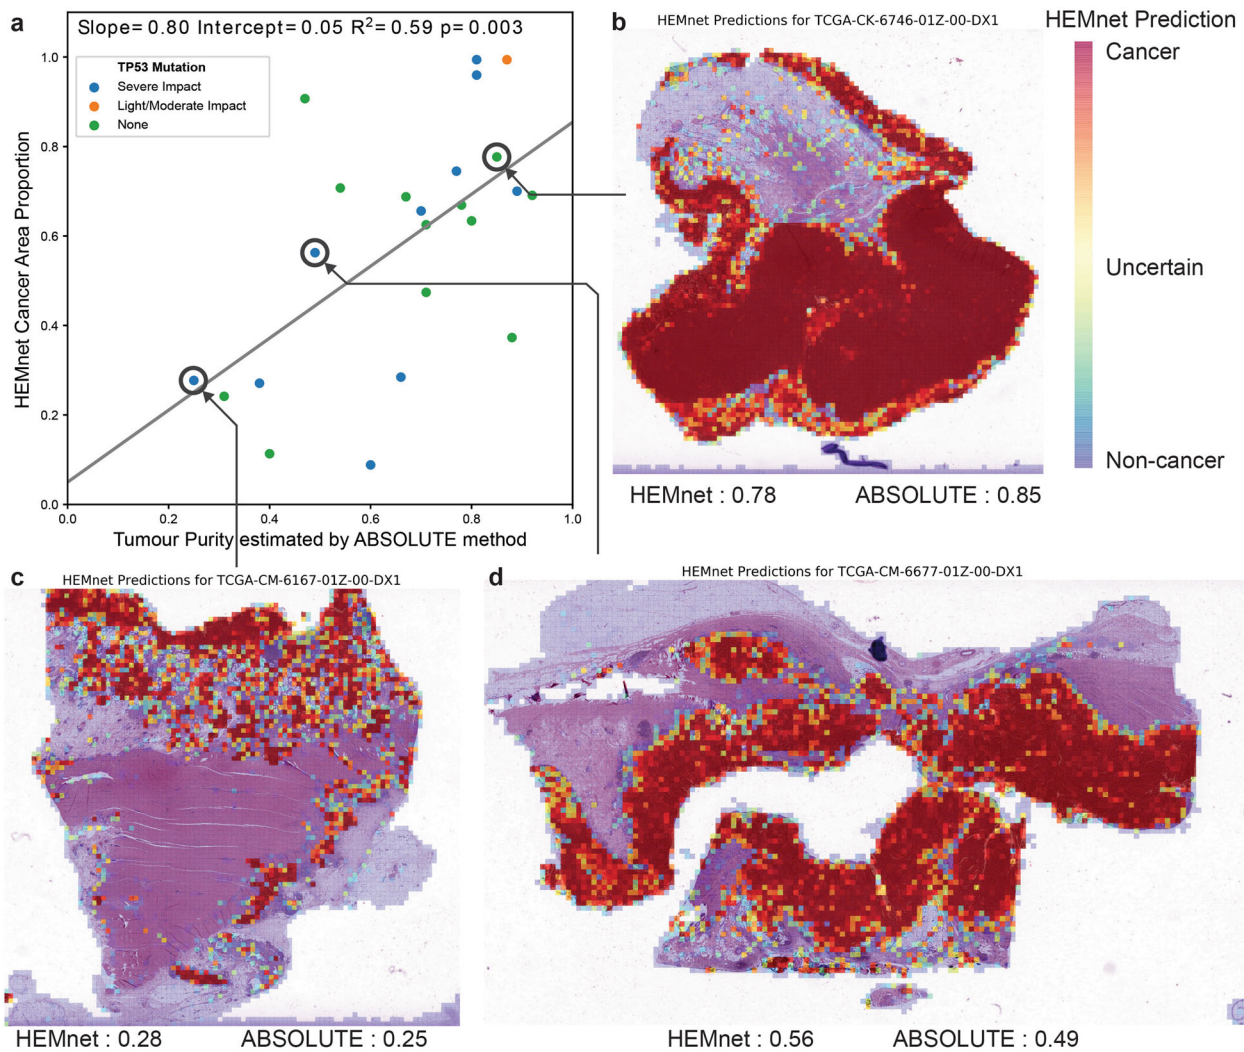 a
Slope= 0.80 Intercept= 0.05 R²= 0.59 p= 0.003
TP53 Mutation
Severe Impact
Light/Moderate Impact
None
HEMnet Cancer Area Proportion
1.0
0.8
0.6
0.4
0.2
0.0
0.0 0.2 0.4 0.6 0.8 1.0
Tumour Purity estimated by ABSOLUTE method
b
HEMnet Predictions for TCGA-CK-6746-01Z-00-DX1
HEMnet : 0.78 ABSOLUTE : 0.85
HEMnet Prediction
Cancer
Uncertain
Non-cancer
c
HEMnet Predictions for TCGA-CM-6167-01Z-00-DX1
HEMnet : 0.28 ABSOLUTE : 0.25
d
HEMnet Predictions for TCGA-CM-6677-01Z-00-DX1
HEMnet : 0.56 ABSOLUTE : 0.49